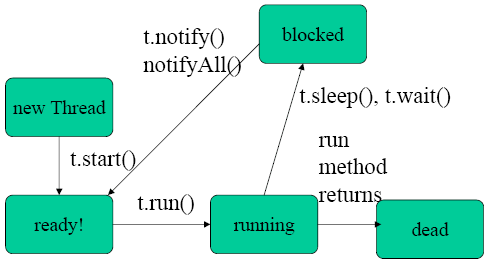 t.notify()
notifyAll()
blocked
new Thread
t.sleep(), t.wait()
t.start()
run
method
returns
ready!
t.run()
running
dead